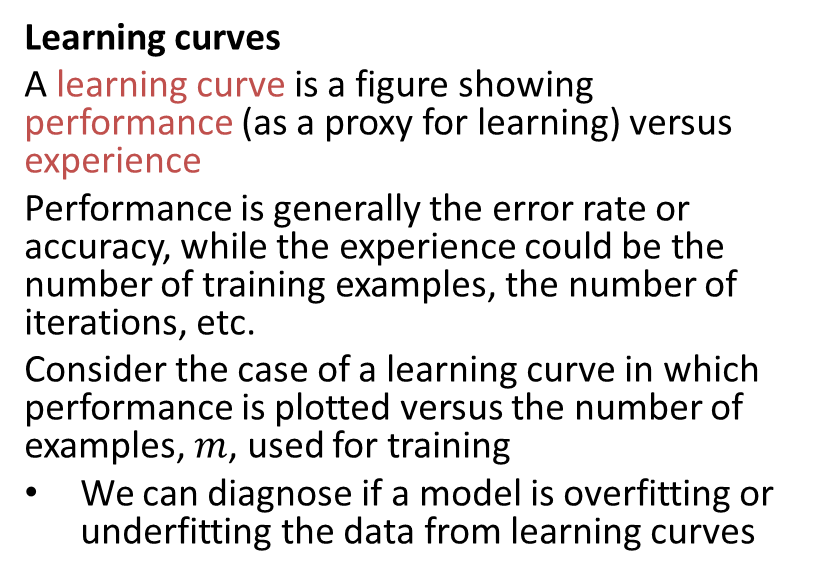 Learning curves
A learning curve is a figure showing
performance (as a proxy for learning) versus
experience
Performance is generally the error rate or
accuracy, while the experience could be the
number of training examples, the number of
iterations, etc.
Consider the case of a learning curve in which
performance is plotted versus the number of
examples, 𝑚, used for training
• We can diagnose if a model is overfitting or
underfitting the data from learning curves